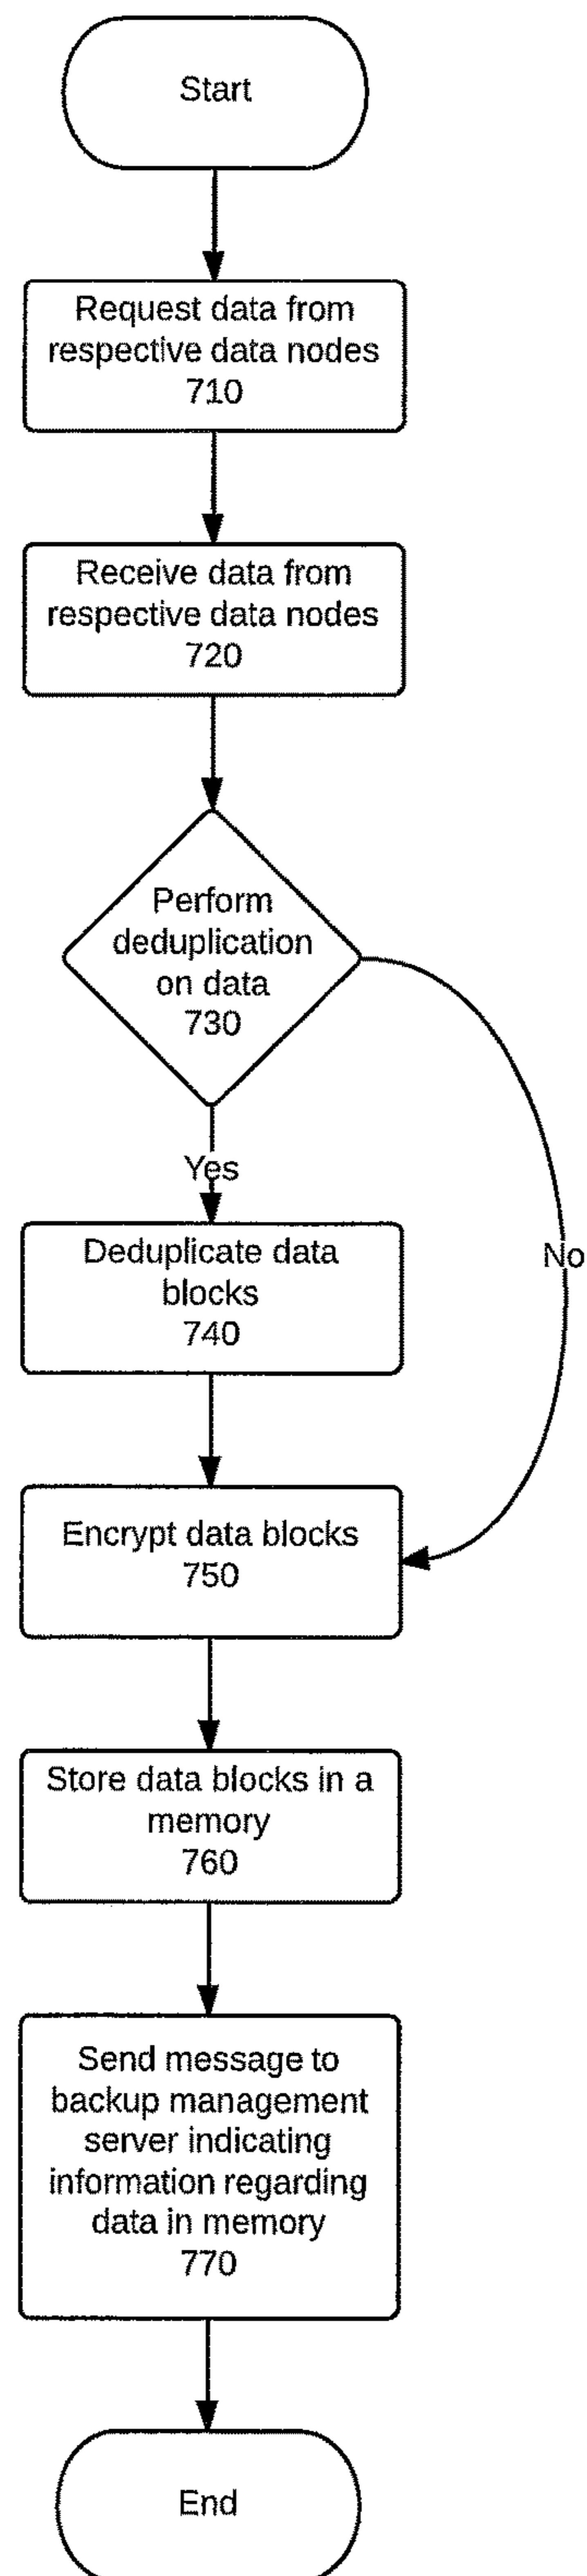 Start
Request data from
respective data nodes
710
Receive data from
respective data nodes
720
Perform
deduplication
on data
730
Yes
No
Deduplicate data
blocks
740
Encrypt data blocks
750
Store data blocks in a
memory
760
Send message to
backup management
server indicating
information regarding
data in memory
770
End